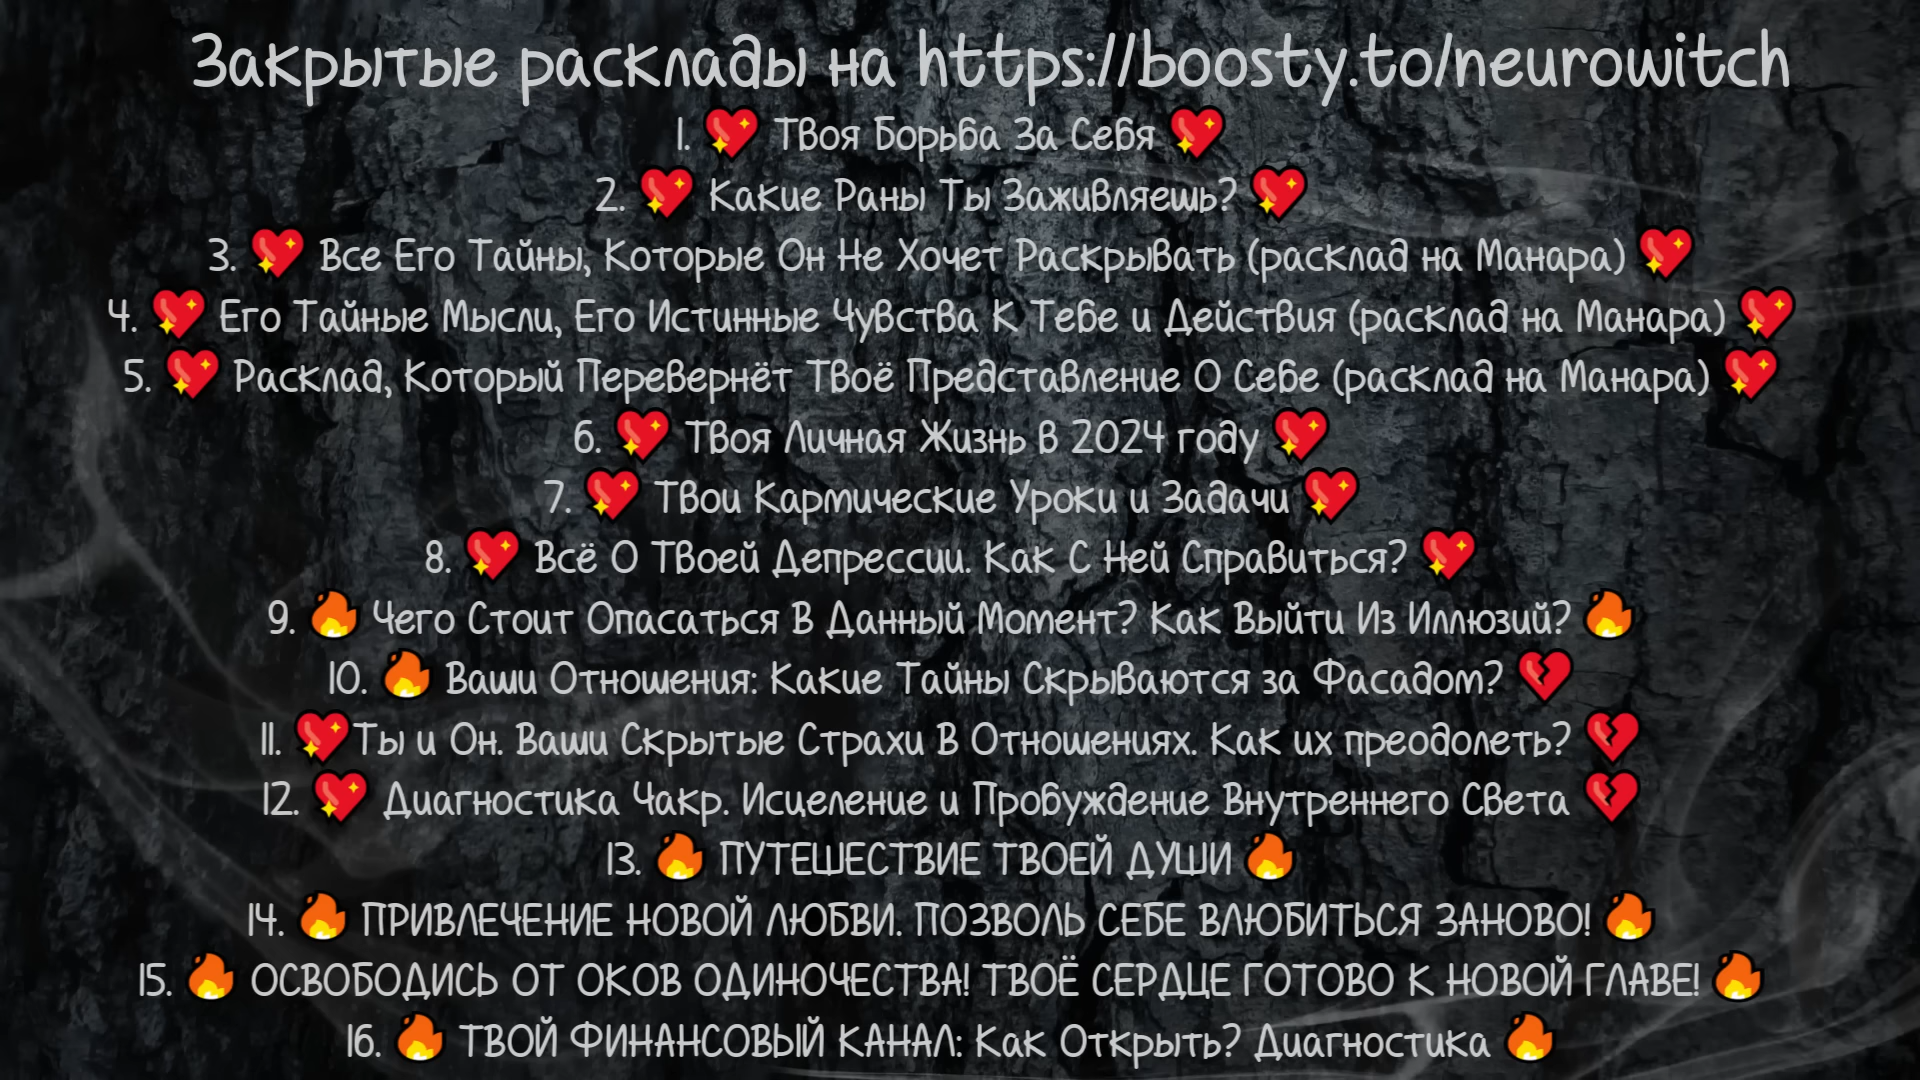 Закрытые расклады на https://boosty.to/neurowitch
1. 💖 Твоя Борьба За Себя 💖
2. 💖 Какие Раны Ты Заживляешь? 💖
3. 💖 Все Его Тайны, Которые Он Не Хочет Раскрывать (расклад на Манара) 💖
4. 💖 Его Тайные Мысли, Его Истинные Чувства К Тебе и Действия (расклад на Манара) 💖
5. 💖 Расклад, Который Перевернёт Твоё Представление О Себе (расклад на Манара) 💖
6. 💖 Твоя Личная Жизнь в 2024 году 💖
7. 💖 Твои Кармические Уроки и Задачи 💖
8. 💖 Всё О Твоей Депрессии. Как С Ней Справиться? 💖
9. 🔥 Чего Стоит Опасаться В Данный Момент? Как Выйти Из Иллюзий? 🔥
10. 🔥 Ваши Отношения: Какие Тайны Скрываются за Фасадом? 💔
11. 💖Ты и Он. Ваши Скрытые Страхи В Отношениях. Как их преодолеть? 💔
12. 💖 Диагностика Чакр. Исцеление и Пробуждение Внутреннего Света 💔
13. 🔥 ПУТЕШЕСТВИЕ ТВОЕЙ ДУШИ 🔥
14. 🔥 ПРИВЛЕЧЕНИЕ НОВОЙ ЛЮБВИ. ПОЗВОЛЬ СЕБЕ ВЛЮБИТЬСЯ ЗАНОВО! 🔥
15. 🔥 ОСВОБОДИСЬ ОТ ОКОВ ОДИНОЧЕСТВА! ТВОЁ СЕРДЦЕ ГОТОВО К НОВОЙ ГЛАВЕ! 🔥
16. 🔥 ТВОЙ ФИНАНСОВЫЙ КАНАЛ: Как Открыть? Диагностика 🔥